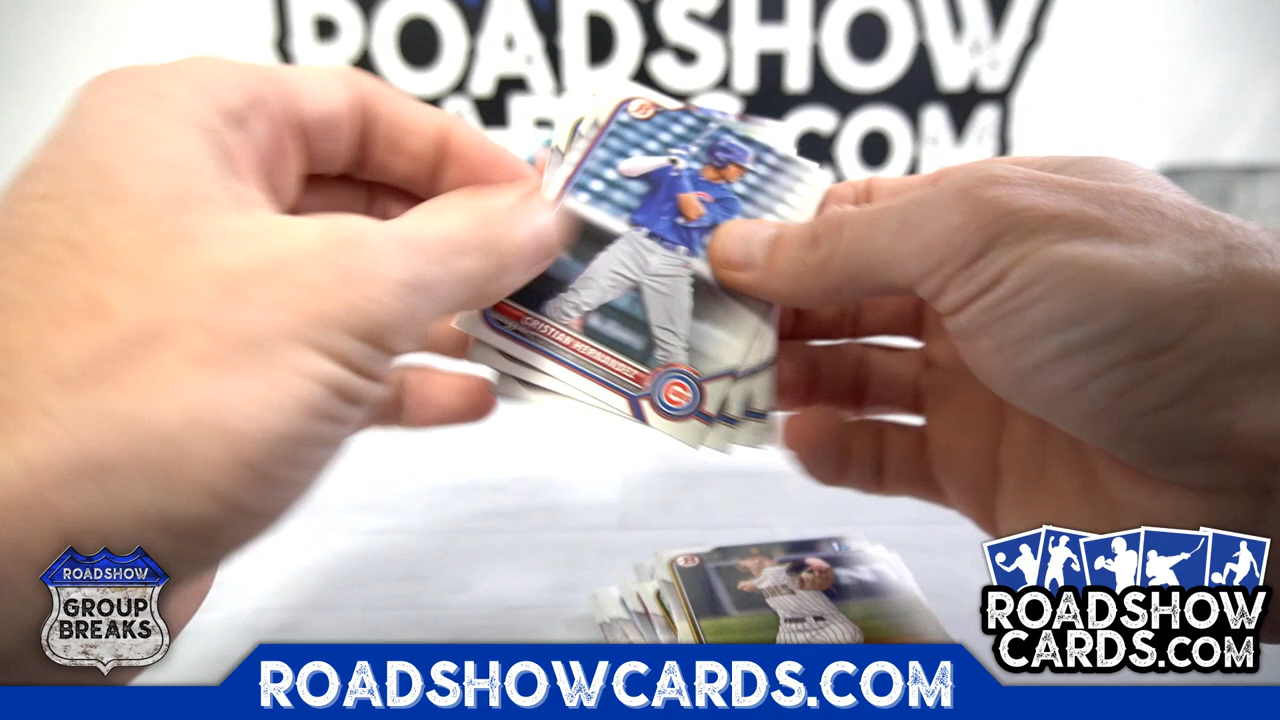 ROADSHOW
CARDS.COM
CRISTIAN HERNANDEZ
ROADSHOW
GROUP
BREAKS
ROADSHOW
CARDS.COM
ROADSHOWCARDS.COM